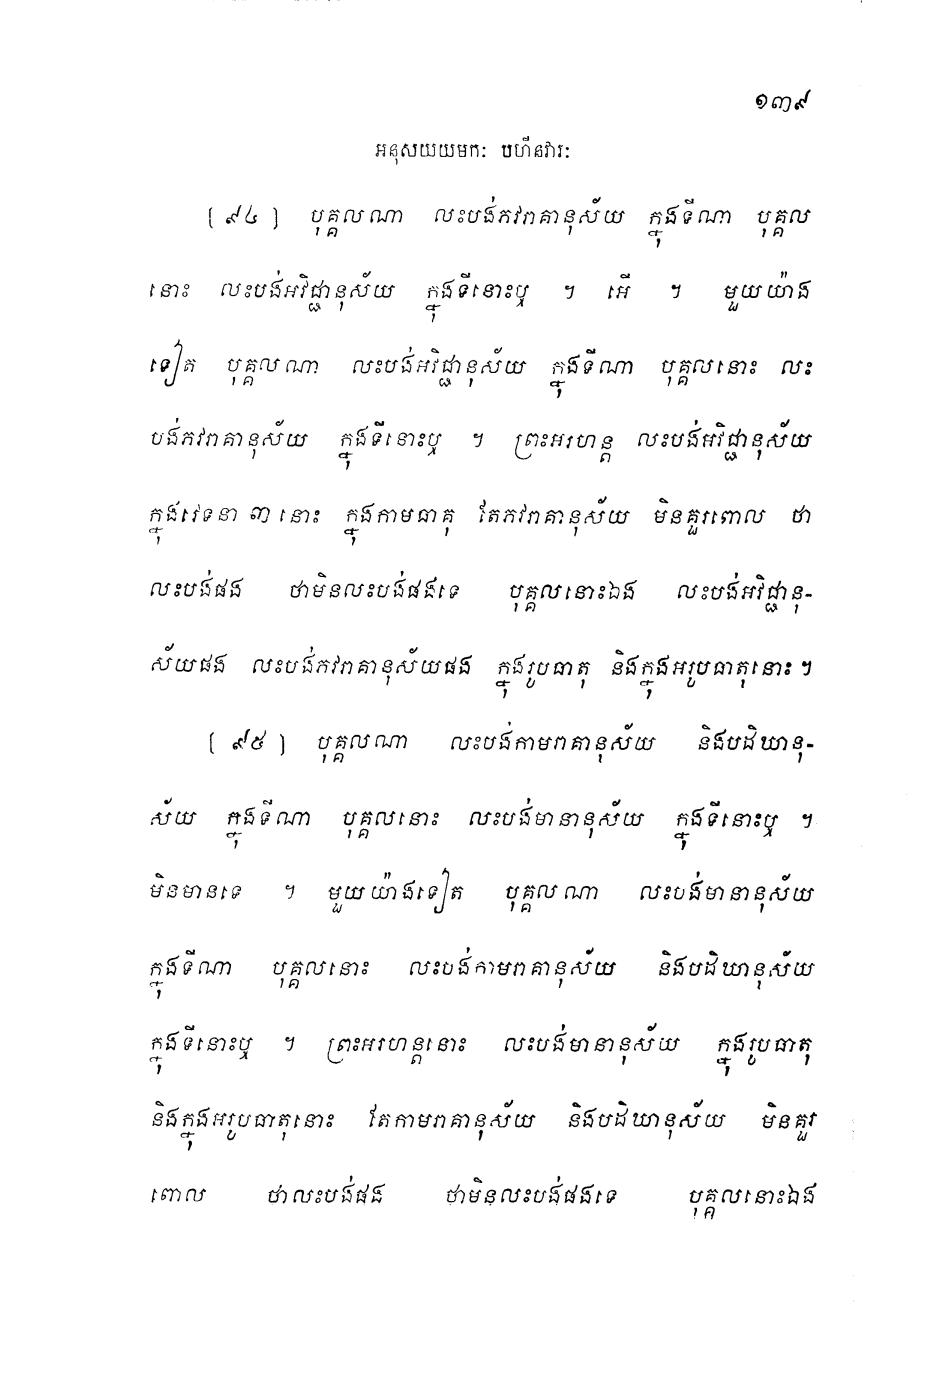 ១៣៩
អនុសយយមកៈ បហីនវារៈ
[ ៩៤ ] បុគ្គលណា លះបង់ភវរាគានុស័យ ក្នុងទីណា បុគ្គល
នោះ លះបង់អវិជ្ជានុស័យ ក្នុងទីនោះឬ ។ អើ ។ មួយយ៉ាង
ទៀត បុគ្គលណា លះបង់អវិជ្ជានុស័យ ក្នុងទីណា បុគ្គលនោះ លះ
បង់ភវរាគានុស័យ ក្នុងទីនោះឬ ។ ព្រះអរហន្ត លះបង់អវិជ្ជានុស័យ
ក្នុងវេទនា ៣ នោះ ក្នុងកាមធាតុ តែភវរាគានុស័យ មិនគួរពោល ថា
លះបង់ផង ថាមិនលះបង់ផងទេ បុគ្គលនោះឯង លះបង់អវិជ្ជានុ-
ស័យផង លះបង់ភវរាគានុស័យផង ក្នុងរូបធាតុ និងក្នុងអរូបធាតុនោះ ។
[ ៩៥ ] បុគ្គលណា លះបង់កាមរាគានុស័យ និងបដិឃានុ-
ស័យ ក្នុងទីណា បុគ្គលនោះ លះបង់មានានុស័យ ក្នុងទីនោះឬ ។
មិនមានទេ ។ មួយយ៉ាងទៀត បុគ្គលណា លះបង់មានានុស័យ
ក្នុងទីណា បុគ្គលនោះ លះបង់កាមរាគានុស័យ និងបដិឃានុស័យ
ក្នុងទីនោះឬ ។ ព្រះអរហន្តនោះ លះបង់មានានុស័យ ក្នុងរូបធាតុ
និងក្នុងអរូបធាតុនោះ តែកាមរាគានុស័យ និងបដិឃានុស័យ មិនគួរ
ពោល ថាលះបង់ផង ថាមិនលះបង់ផងទេ បុគ្គលនោះឯង